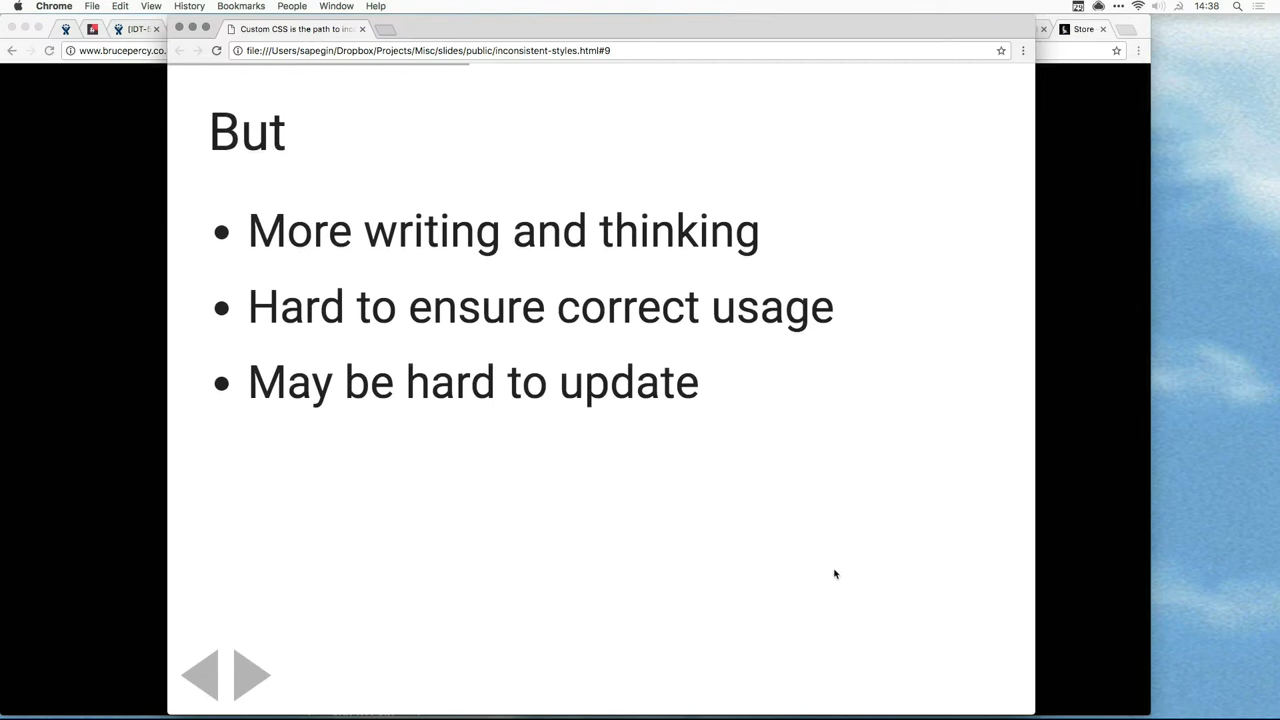 Chrome File Edit View History Bookmarks People Window Help 14:38
[IDT- Custom CSS is the path to inc Store
www.brucepercy.co. file:///Users/sapegin/Dropbox/Projects/Misc/slides/public/inconsistent-styles.html#9
But
• More writing and thinking
• Hard to ensure correct usage
• May be hard to update